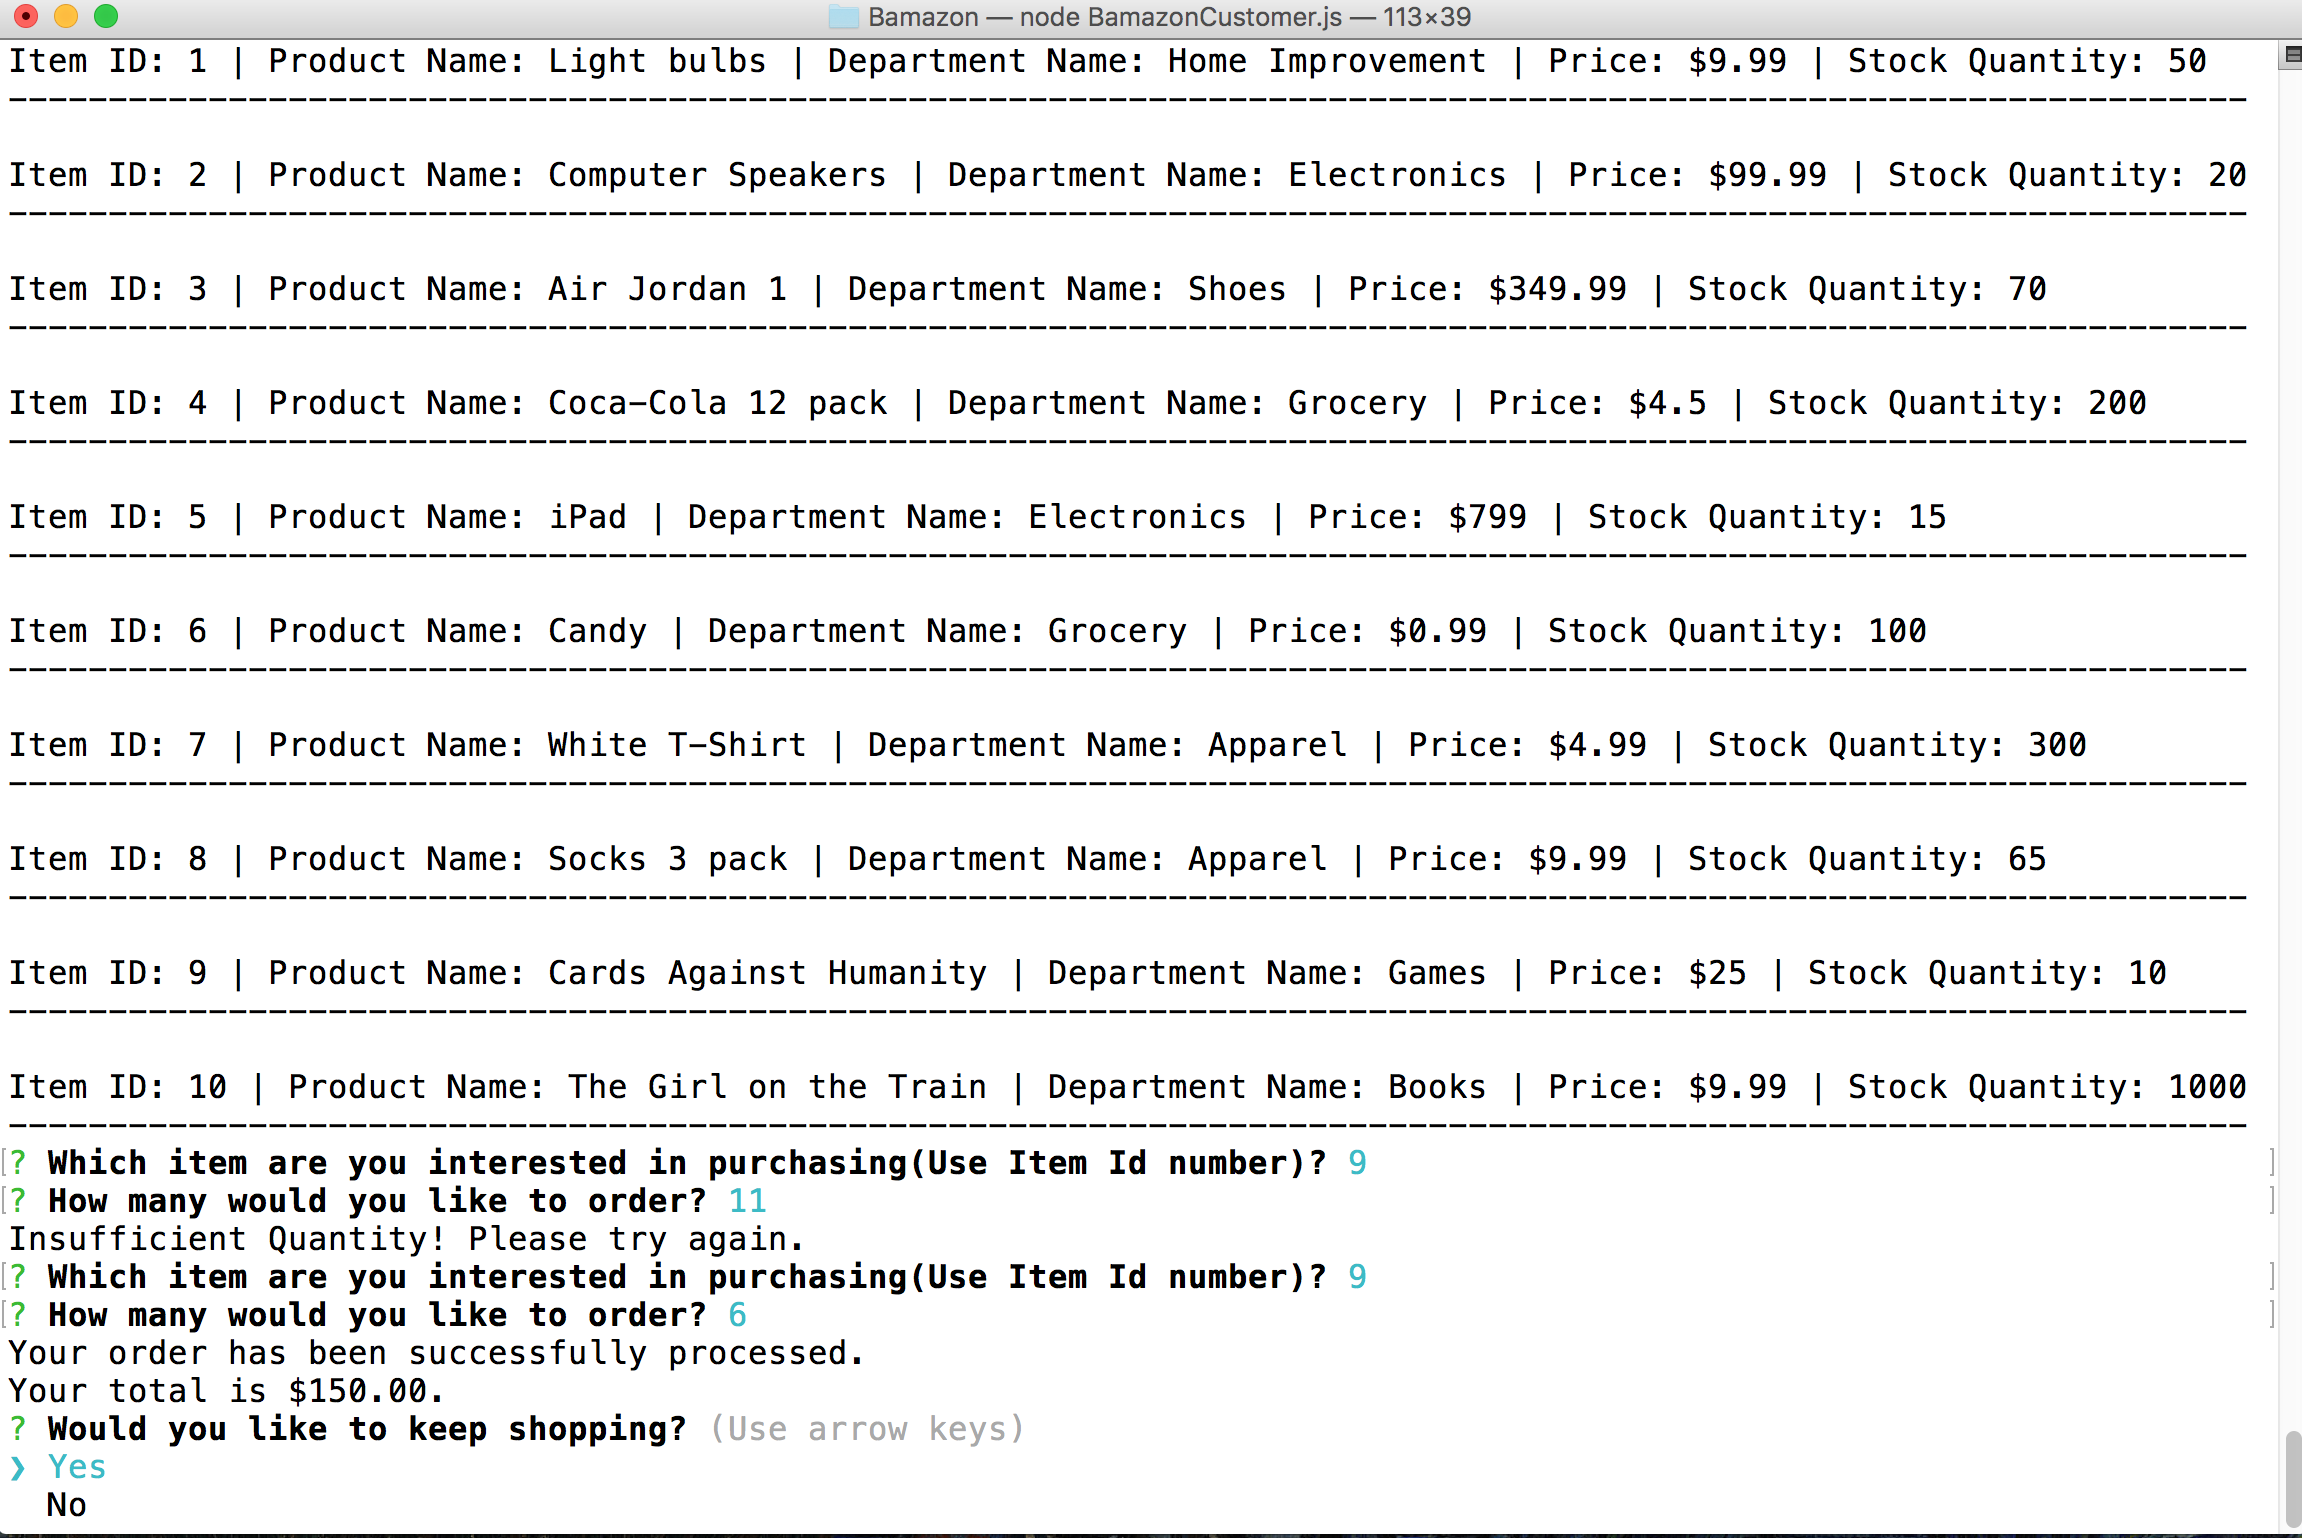 Bamazon — node BamazonCustomer.js — 113×39
Item ID: 1 | Product Name: Light bulbs | Department Name: Home Improvement | Price: $9.99 | Stock Quantity: 50
----------------------------------------------------------------------------------------------------------------
Item ID: 2 | Product Name: Computer Speakers | Department Name: Electronics | Price: $99.99 | Stock Quantity: 20
----------------------------------------------------------------------------------------------------------------
Item ID: 3 | Product Name: Air Jordan 1 | Department Name: Shoes | Price: $349.99 | Stock Quantity: 70
----------------------------------------------------------------------------------------------------------------
Item ID: 4 | Product Name: Coca-Cola 12 pack | Department Name: Grocery | Price: $4.5 | Stock Quantity: 200
----------------------------------------------------------------------------------------------------------------
Item ID: 5 | Product Name: iPad | Department Name: Electronics | Price: $799 | Stock Quantity: 15
----------------------------------------------------------------------------------------------------------------
Item ID: 6 | Product Name: Candy | Department Name: Grocery | Price: $0.99 | Stock Quantity: 100
----------------------------------------------------------------------------------------------------------------
Item ID: 7 | Product Name: White T-Shirt | Department Name: Apparel | Price: $4.99 | Stock Quantity: 300
----------------------------------------------------------------------------------------------------------------
Item ID: 8 | Product Name: Socks 3 pack | Department Name: Apparel | Price: $9.99 | Stock Quantity: 65
----------------------------------------------------------------------------------------------------------------
Item ID: 9 | Product Name: Cards Against Humanity | Department Name: Games | Price: $25 | Stock Quantity: 10
----------------------------------------------------------------------------------------------------------------
Item ID: 10 | Product Name: The Girl on the Train | Department Name: Books | Price: $9.99 | Stock Quantity: 1000
----------------------------------------------------------------------------------------------------------------
[? Which item are you interested in purchasing(Use Item Id number)? 9 ]
[? How many would you like to order? 11 ]
Insufficient Quantity! Please try again.
[? Which item are you interested in purchasing(Use Item Id number)? 9 ]
[? How many would you like to order? 6 ]
Your order has been successfully processed.
Your total is $150.00.
? Would you like to keep shopping? (Use arrow keys)
❯ Yes
No